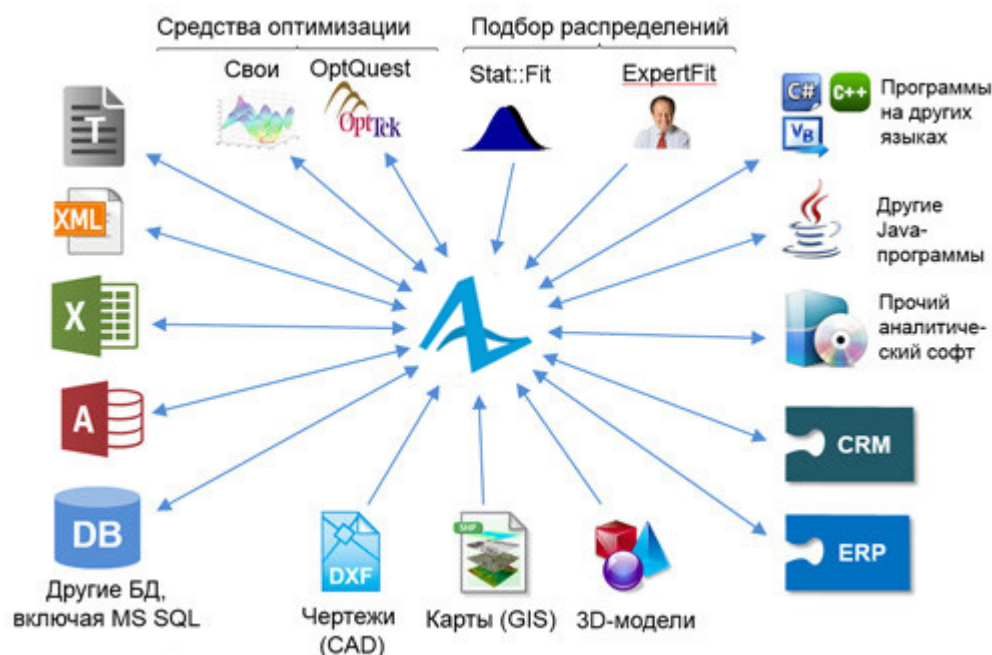 Средства оптимизации
Подбор распределений
Свои
OptQuest
OptTek
Stat::Fit
ExpertFit
T
XML
X
A
DB
Другие БД,
включая MS SQL
DXF
Чертежи
(CAD)
SHP
Карты (GIS)
3D-модели
C#
C++
VB
Программы
на других
языках
Другие
Java-
программы
Прочий
аналитиче-
ский софт
CRM
ERP